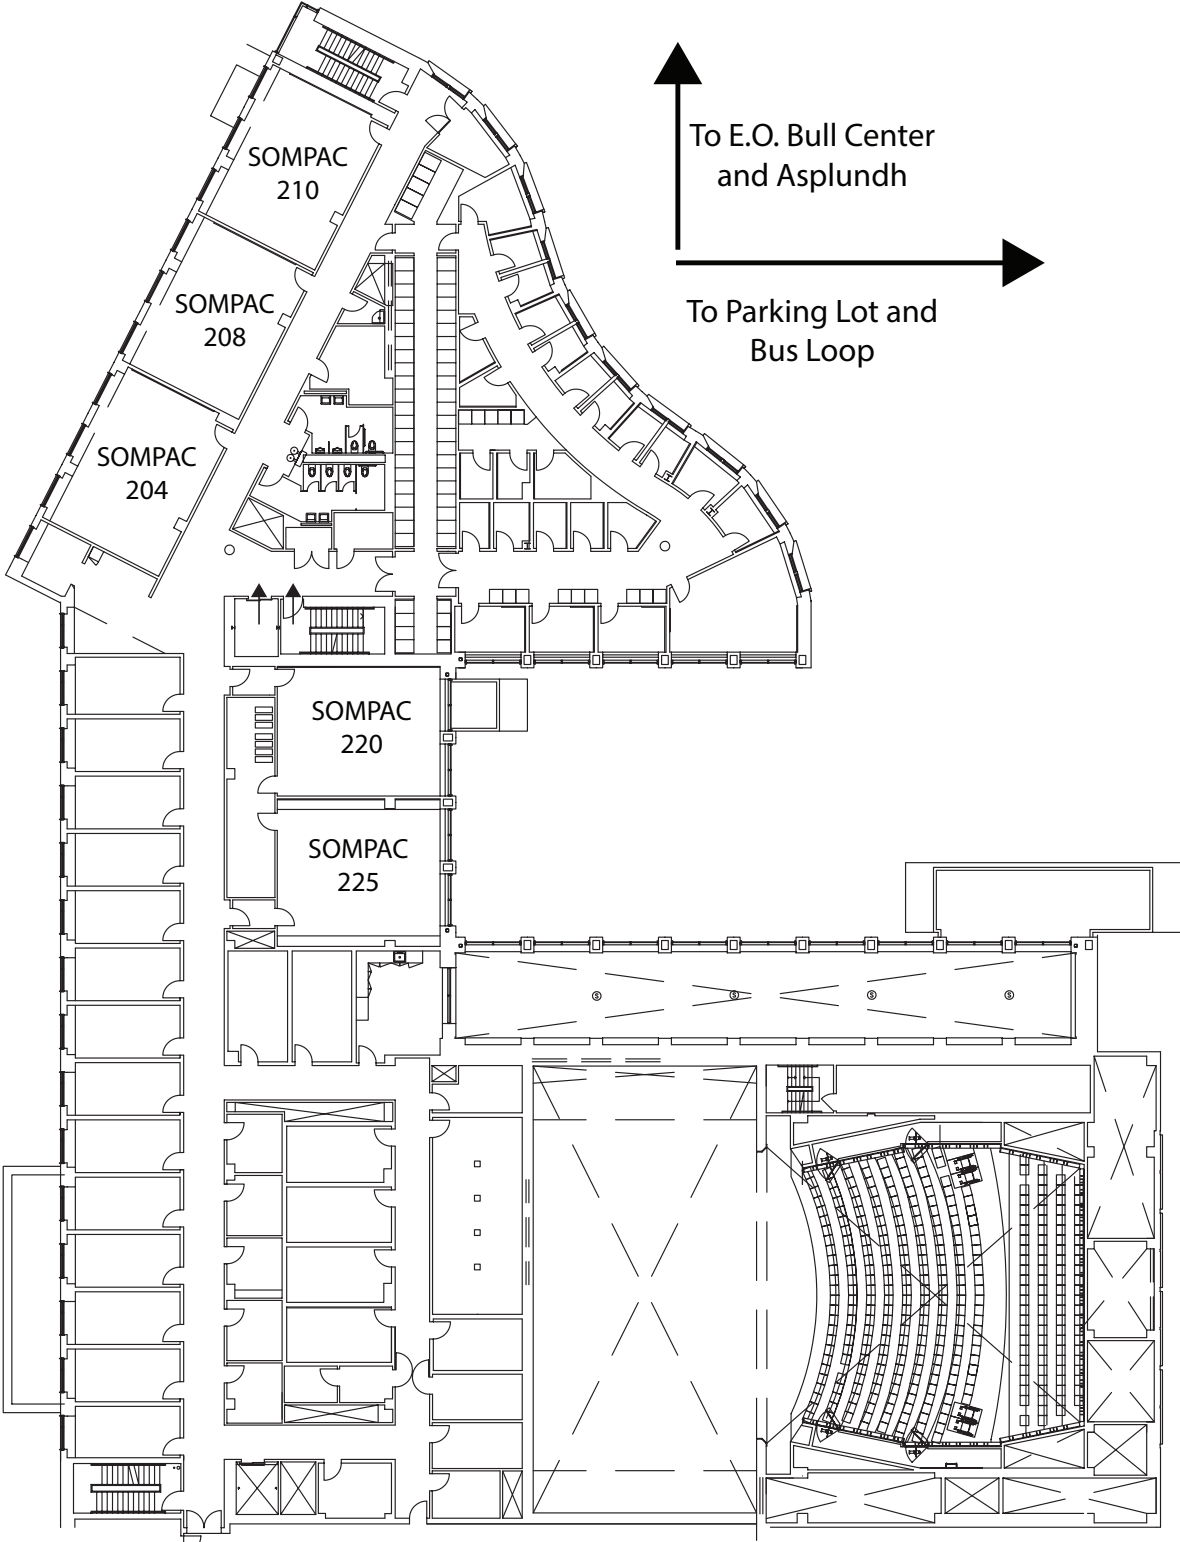 To E.O. Bull Center
and Asplundh
SOMPAC
210
SOMPAC
208
To Parking Lot and
Bus Loop
SOMPAC
204
SOMPAC
220
SOMPAC
225
S S S S